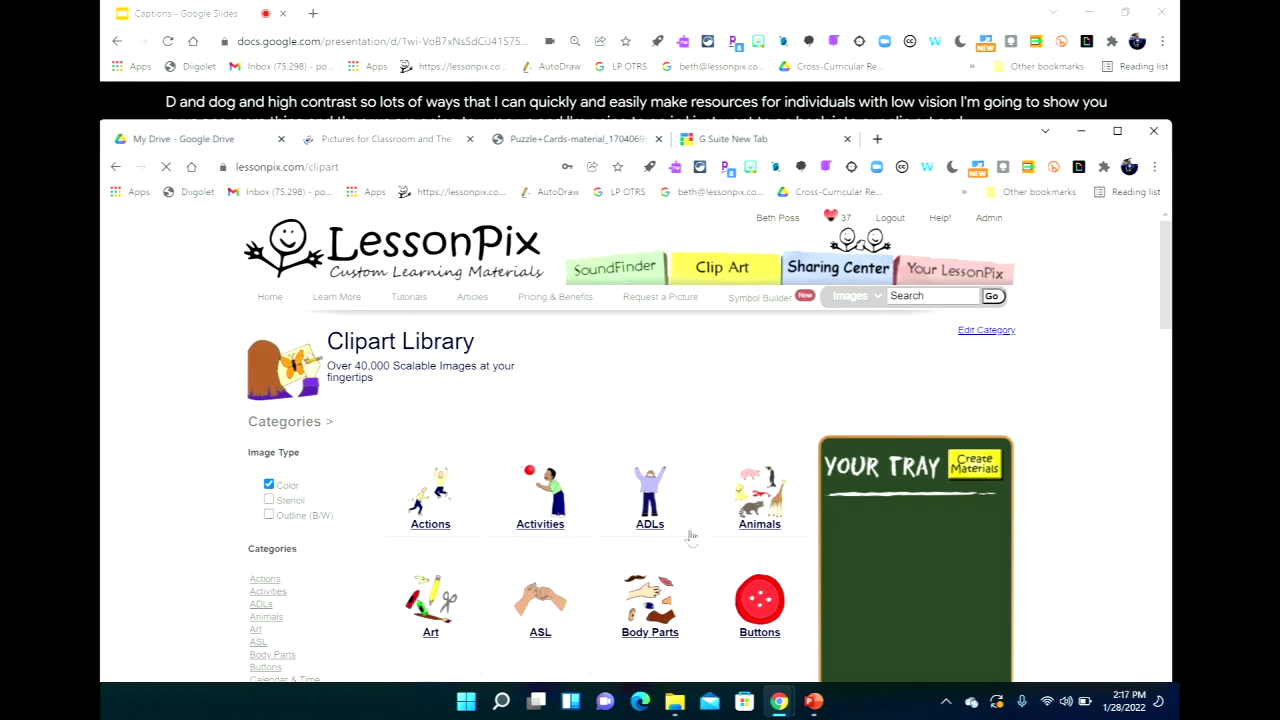 Captions - Google Slides
docs.google.com/presentation/d/1wi-VoB7xNsSdCiJ41S75...
NEW
Apps
Diigolet
Inbox (75,298) - po...
Apps
https://lessonpix.co...
AutoDraw
LP OTRS
beth@lessonpix.co...
Cross-Curricular Re...
Other bookmarks
Reading list
D and dog and high contrast so lots of ways that I can quickly and easily make resources for individuals with low vision I'm going to show you
My Drive - Google Drive
Pictures for Classroom and The
Puzzle+Cards-material_1704069
G Suite New Tab
lessonpix.com/clipart
NEW
Apps
Diigolet
Inbox (75,298) - po...
Apps
https://lessonpix.co...
AutoDraw
LP OTRS
beth@lessonpix.co...
Cross-Curricular Re...
Other bookmarks
Reading list
Beth Poss
37
Logout
Help!
Admin
LessonPix
Custom Learning Materials
SoundFinder
Clip Art
Sharing Center
Your LessonPix
Home
Learn More
Tutorials
Articles
Pricing & Benefits
Request a Picture
Symbol Builder
New
Images
Search
Go
Clipart Library
Over 40,000 Scalable Images at your
fingertips
Edit Category
Categories >
Image Type
Color
Stencil
Outline (B/W)
Categories
Actions
Activities
ADLs
Animals
Art
ASL
Body Parts
Buttons
Calendar & Time
Actions
Activities
ADLs
Animals
Art
ASL
Body Parts
Buttons
YOUR TRAY
Create
Materials
2:17 PM
1/28/2022